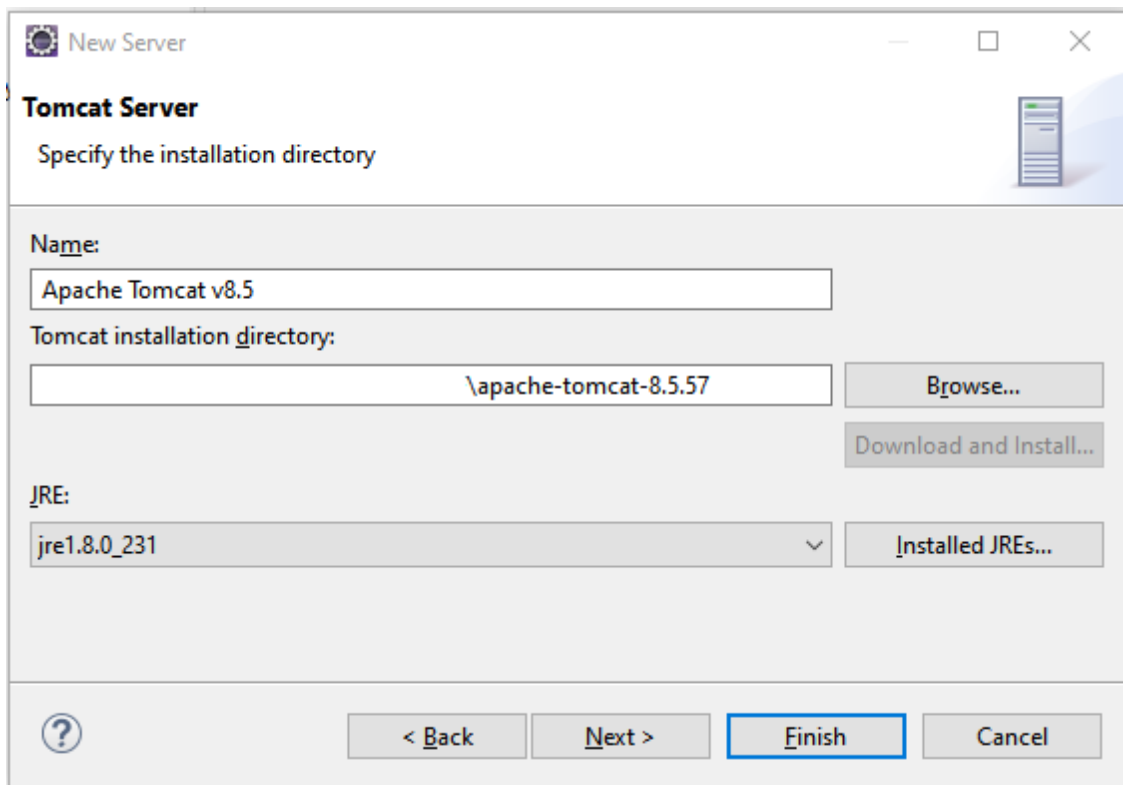 New Server
Tomcat Server
Specify the installation directory
Name:
Apache Tomcat v8.5
Tomcat installation directory:
\apache-tomcat-8.5.57
Browse...
Download and Install...
JRE:
jre1.8.0_231
Installed JREs...
?
< Back
Next >
Finish
Cancel